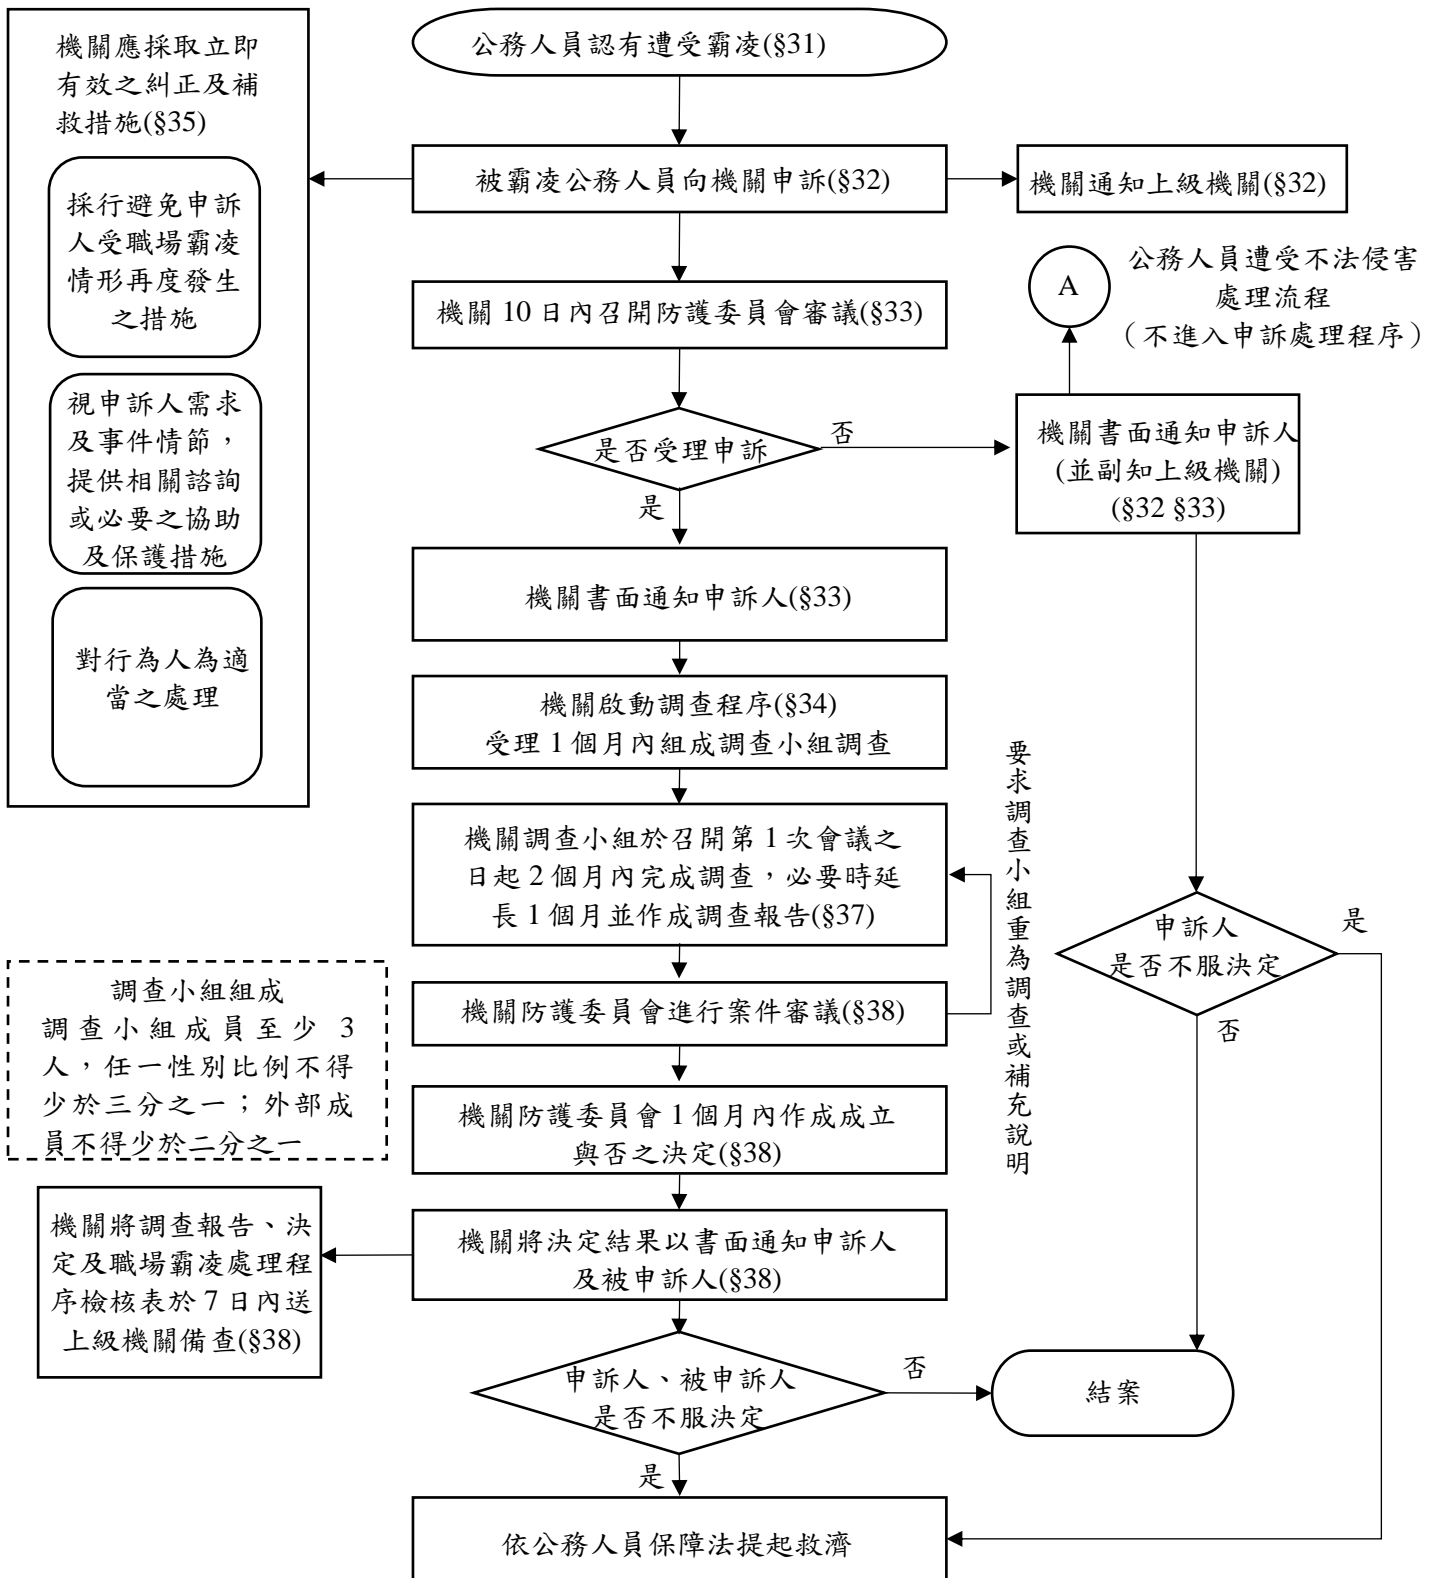 公務人員認有遭受霸凌(§31)
機關應採取立即
有效之糾正及補
救措施(§35)
採行避免申訴
人受職場霸凌
情形再度發生
之措施
視申訴人需求
及事件情節，
提供相關諮詢
或必要之協助
及保護措施
對行為人為適
當之處理
被霸凌公務人員向機關申訴(§32)
機關通知上級機關(§32)
機關 10 日內召開防護委員會審議(§33)
A
公務人員遭受不法侵害
處理流程
（不進入申訴處理程序）
是否受理申訴
否
是
機關書面通知申訴人
(並副知上級機關)
(§32 §33)
機關書面通知申訴人(§33)
機關啟動調查程序(§34)
受理 1 個月內組成調查小組調查
機關調查小組於召開第 1 次會議之
日起 2 個月內完成調查，必要時延
長 1 個月並作成調查報告(§37)
要求調查小組重為調查或補充說明
申訴人
是否不服決定
是
否
調查小組組成
調查小組成員至少 3
人，任一性別比例不得
少於三分之一；外部成
員不得少於二分之一
機關防護委員會進行案件審議(§38)
機關防護委員會 1 個月內作成成立
與否之決定(§38)
機關將決定結果以書面通知申訴人
及被申訴人(§38)
機關將調查報告、決
定及職場霸凌處理程
序檢核表於 7 日內送
上級機關備查(§38)
申訴人、被申訴人
是否不服決定
否
結案
是
依公務人員保障法提起救濟